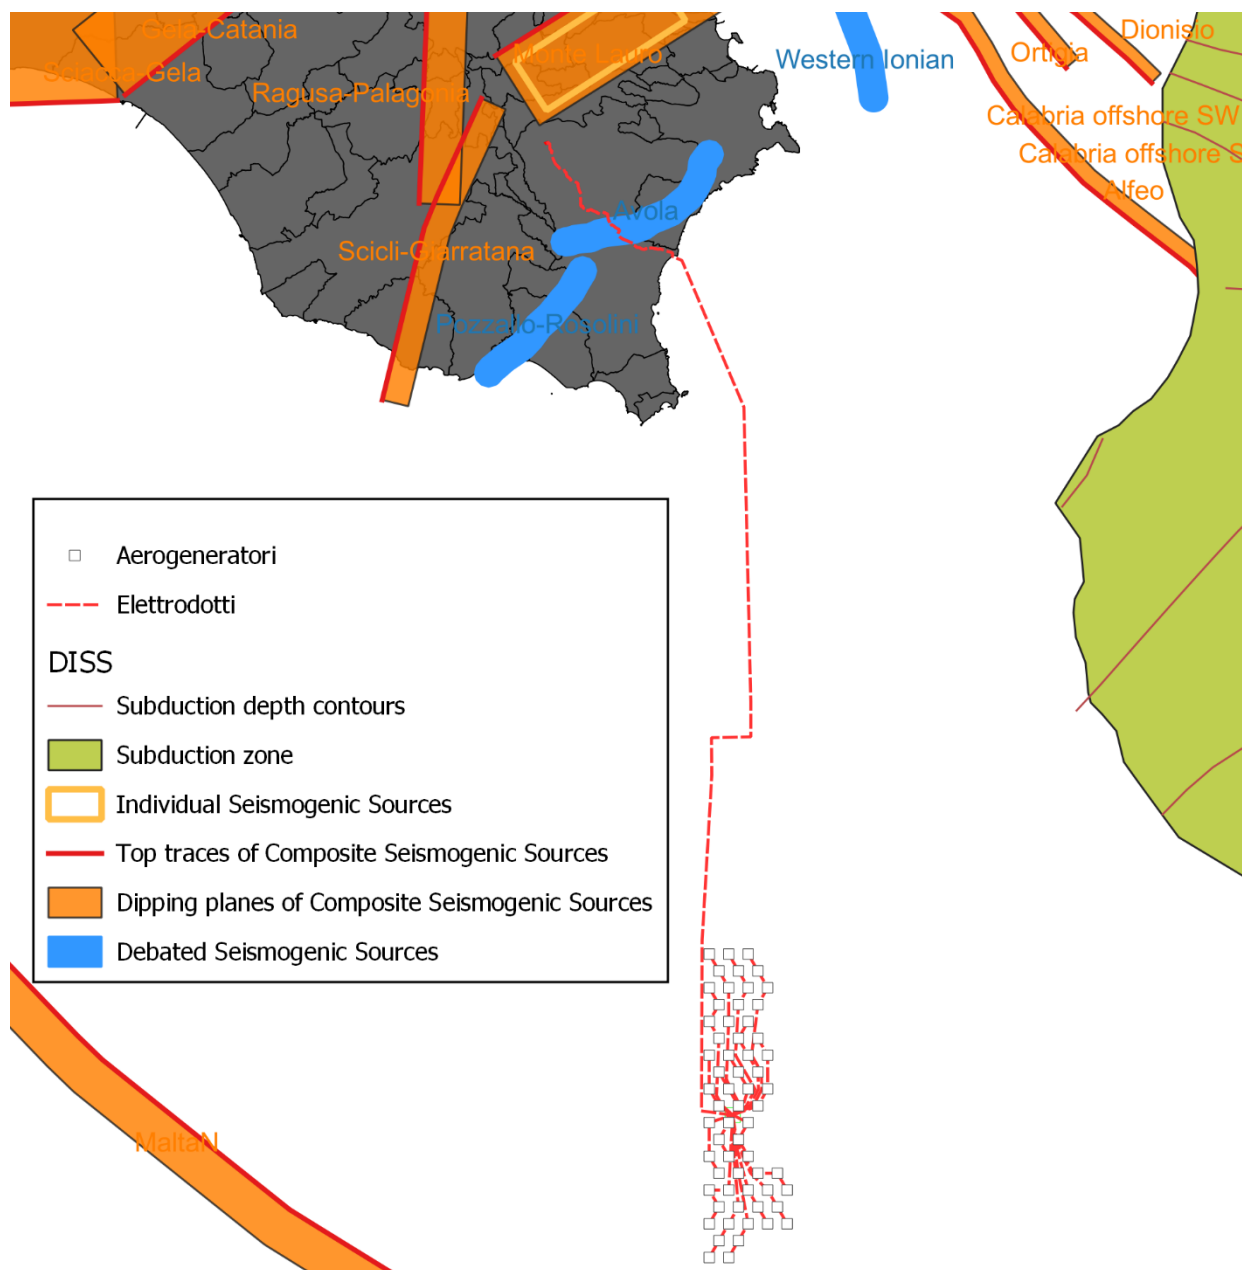 Gela-Catania
Sciacca-Gela
Ragusa-Palagonia
Monte Lauro
Western Ionian
Dionisio
Ortigia
Calabria offshore SW
Calabria offshore S
Alfeo
Avola
Scicli-Giarratana
Pozzallo-Rosolini
Aerogeneratori
Elettrodotti
DISS
Subduction depth contours
Subduction zone
Individual Seismogenic Sources
Top traces of Composite Seismogenic Sources
Dipping planes of Composite Seismogenic Sources
Debated Seismogenic Sources
MaltaN